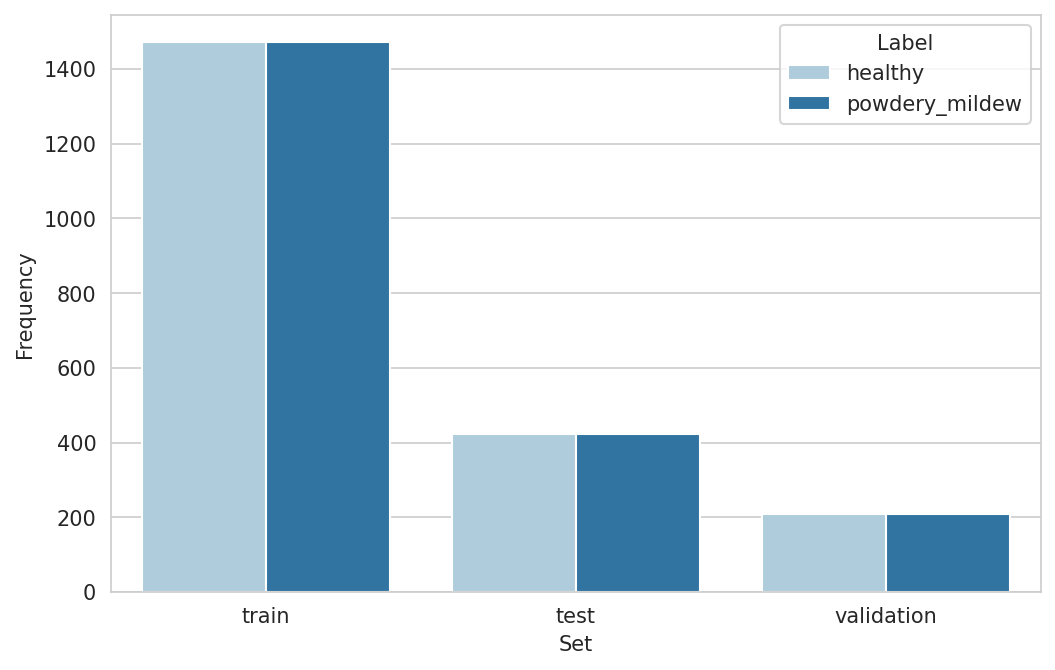 Label
healthy
powdery_mildew
1400
1200
1000
800
600
400
200
0
Frequency
train
test
validation
Set